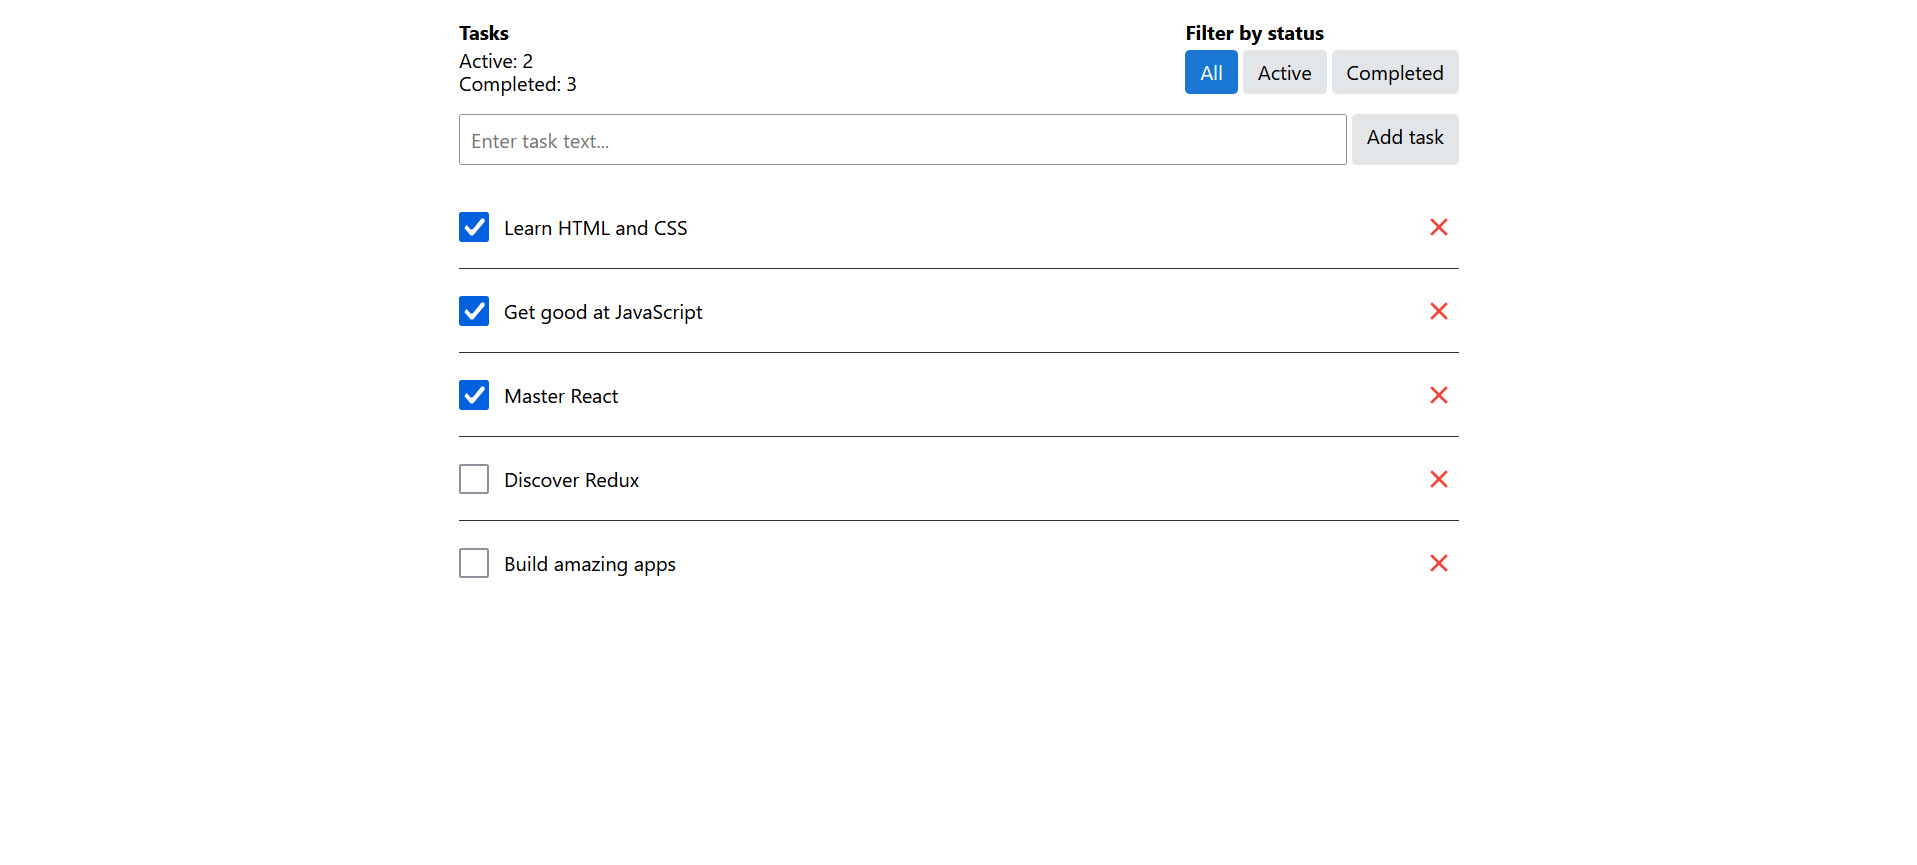 Tasks
Active: 2
Completed: 3
Filter by status
All
Active
Completed
Enter task text...
Add task
Learn HTML and CSS
Get good at JavaScript
Master React
Discover Redux
Build amazing apps